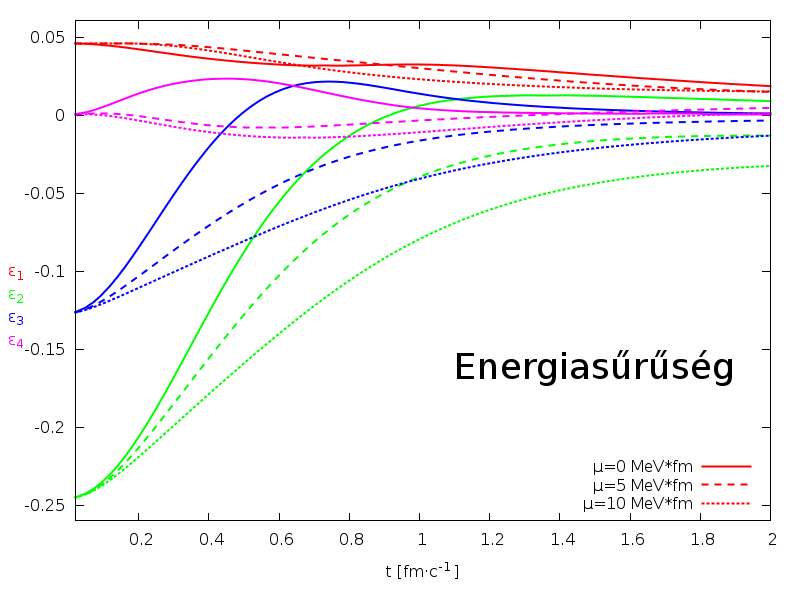 0.05
0
-0.05
-0.1
-0.15
-0.2
-0.25
ε1
ε2
ε3
ε4
Energiasűrűség
μ=0 MeV*fm
μ=5 MeV*fm
μ=10 MeV*fm
0.2 0.4 0.6 0.8 1 1.2 1.4 1.6 1.8 2
t [fm·c-1]